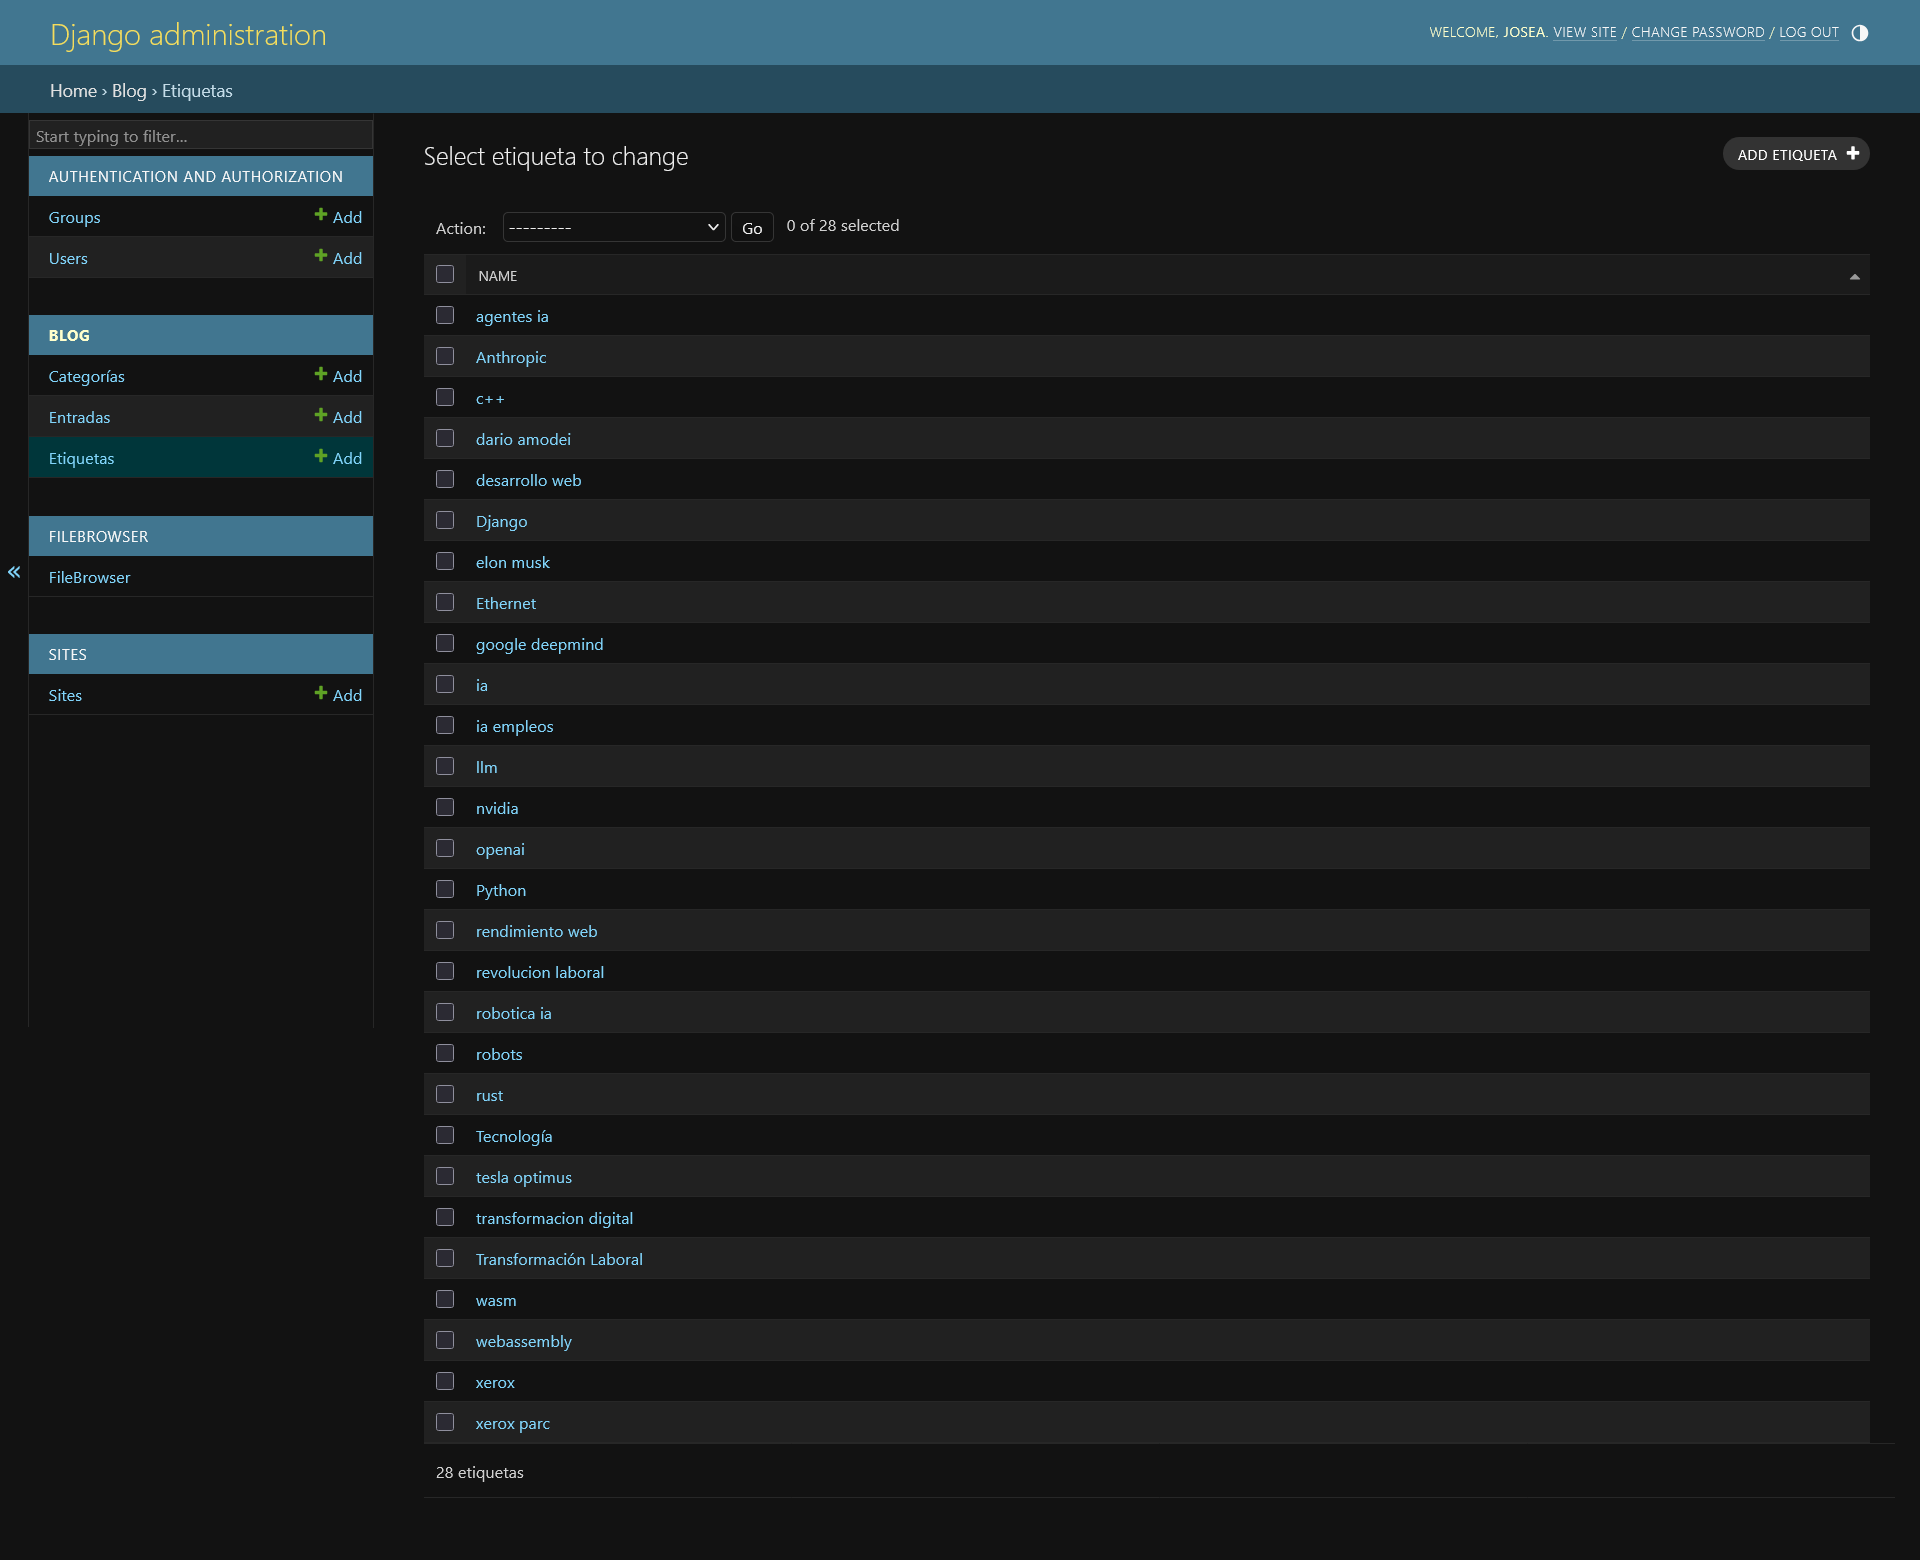 Django administration
WELCOME, JOSEA. VIEW SITE / CHANGE PASSWORD / LOG OUT
Home › Blog › Etiquetas
Start typing to filter...
AUTHENTICATION AND AUTHORIZATION
Groups Add
Users Add
BLOG
Categorías Add
Entradas Add
Etiquetas Add
FILEBROWSER
FileBrowser
SITES
Sites Add
«
Select etiqueta to change
ADD ETIQUETA
Action: --------- Go 0 of 28 selected
NAME
agentes ia
Anthropic
c++
dario amodei
desarrollo web
Django
elon musk
Ethernet
google deepmind
ia
ia empleos
llm
nvidia
openai
Python
rendimiento web
revolucion laboral
robotica ia
robots
rust
Tecnología
tesla optimus
transformacion digital
Transformación Laboral
wasm
webassembly
xerox
xerox parc
28 etiquetas